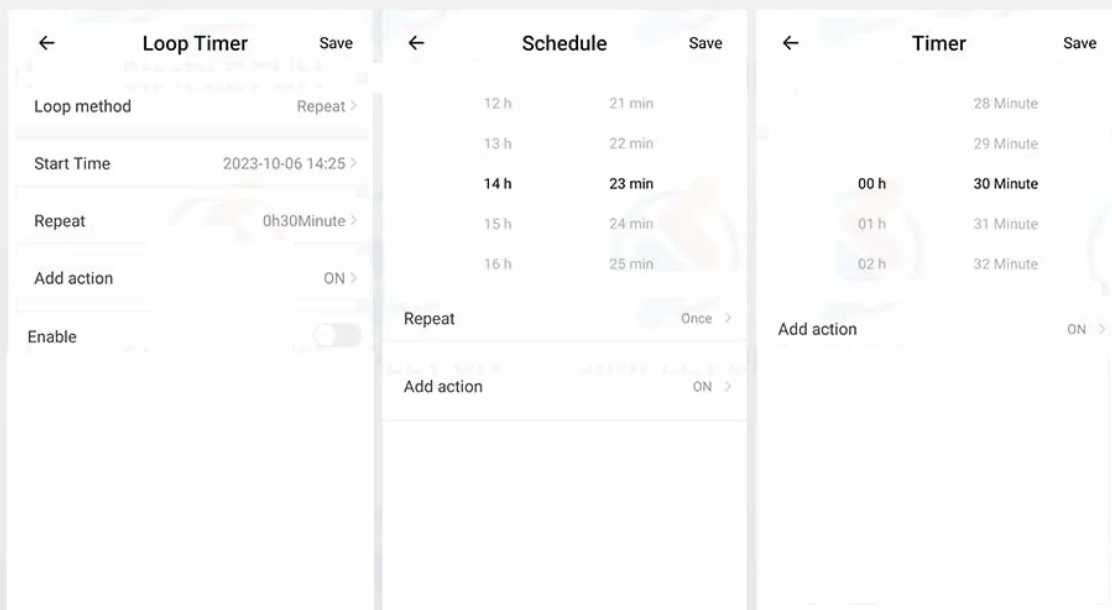 Loop Timer
Save
Loop method
Repeat
Start Time
2023-10-06 14:25
Repeat
0h30Minute
Add action
ON
Enable
Schedule
Save
12 h 21 min
13 h 22 min
14 h 23 min
15 h 24 min
16 h 25 min
Repeat
Once
Add action
ON
Timer
Save
28 Minute
29 Minute
00 h 30 Minute
01 h 31 Minute
02 h 32 Minute
Add action
ON